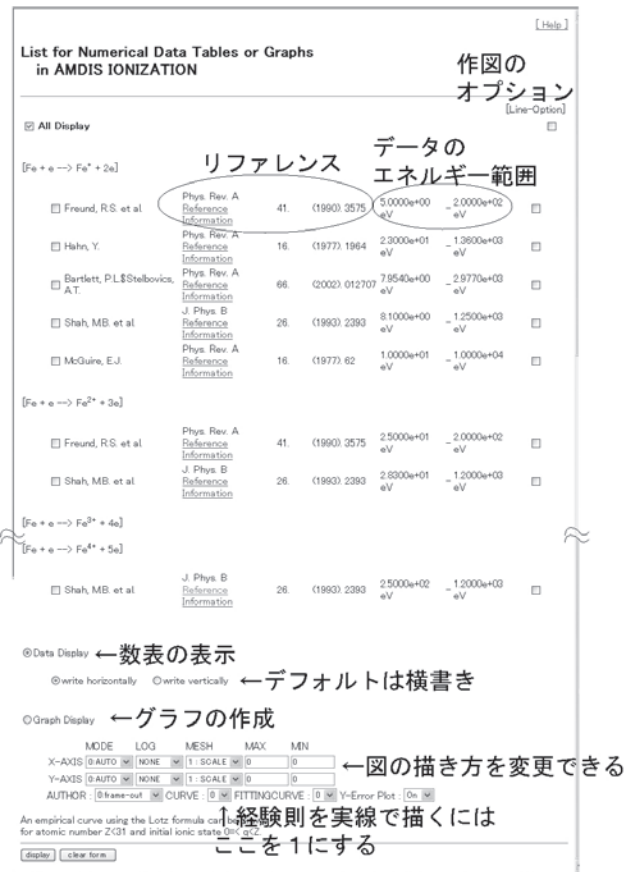 [ Help ]
List for Numerical Data Tables or Graphs
in AMDIS IONIZATION
作図の
オプション
[Line-Option]
All Display
[Fe + e --> Fe⁺ + 2e]
リファレンス
データの
エネルギー範囲
Freund, R.S. et al. Phys. Rev. A Reference Information 41. (1990). 3575 5.0000e+00 eV - 2.0000e+02 eV
Hahn, Y. Phys. Rev. A Reference Information 16. (1977). 1964 2.3000e+01 eV - 1.3600e+03 eV
Bartlett, P.L.$Stelbovics, A.T. Phys. Rev. A Reference Information 66. (2002). 012707 7.9540e+00 eV - 2.9770e+03 eV
Shah, M.B. et al. J. Phys. B Reference Information 26. (1993). 2393 8.1000e+00 eV - 1.2500e+03 eV
McGuire, E.J. Phys. Rev. A Reference Information 16. (1977). 62 1.0000e+01 eV - 1.0000e+04 eV
[Fe + e --> Fe²⁺ + 3e]
Freund, R.S. et al. Phys. Rev. A Reference Information 41. (1990). 3575 2.5000e+01 eV - 2.0000e+02 eV
Shah, M.B. et al. J. Phys. B Reference Information 26. (1993). 2393 2.8300e+01 eV - 1.2000e+03 eV
[Fe + e --> Fe³⁺ + 4e]
[Fe + e --> Fe⁴⁺ + 5e]
Shah, M.B. et al. J. Phys. B Reference Information 26. (1993). 2393 2.5000e+02 eV - 1.2000e+03 eV
Data Display ←数表の表示
write horizontally write vertically ←デフォルトは横書き
Graph Display ←グラフの作成
MODE LOG MESH MAX MIN
X-AXIS 0:AUTO NONE 1 : SCALE 0 0
Y-AXIS 0:AUTO NONE 1 : SCALE 0 0
←図の描き方を変更できる
AUTHOR : 0:frame-out CURVE : 0 FITTINGCURVE : 0 Y-Error Plot : On
An empirical curve using the Lotz formula can be
for atomic number Z<31 and initial ionic state 0=< q<Z.
↑経験則を実線で描くには
ここを1にする
display clear form